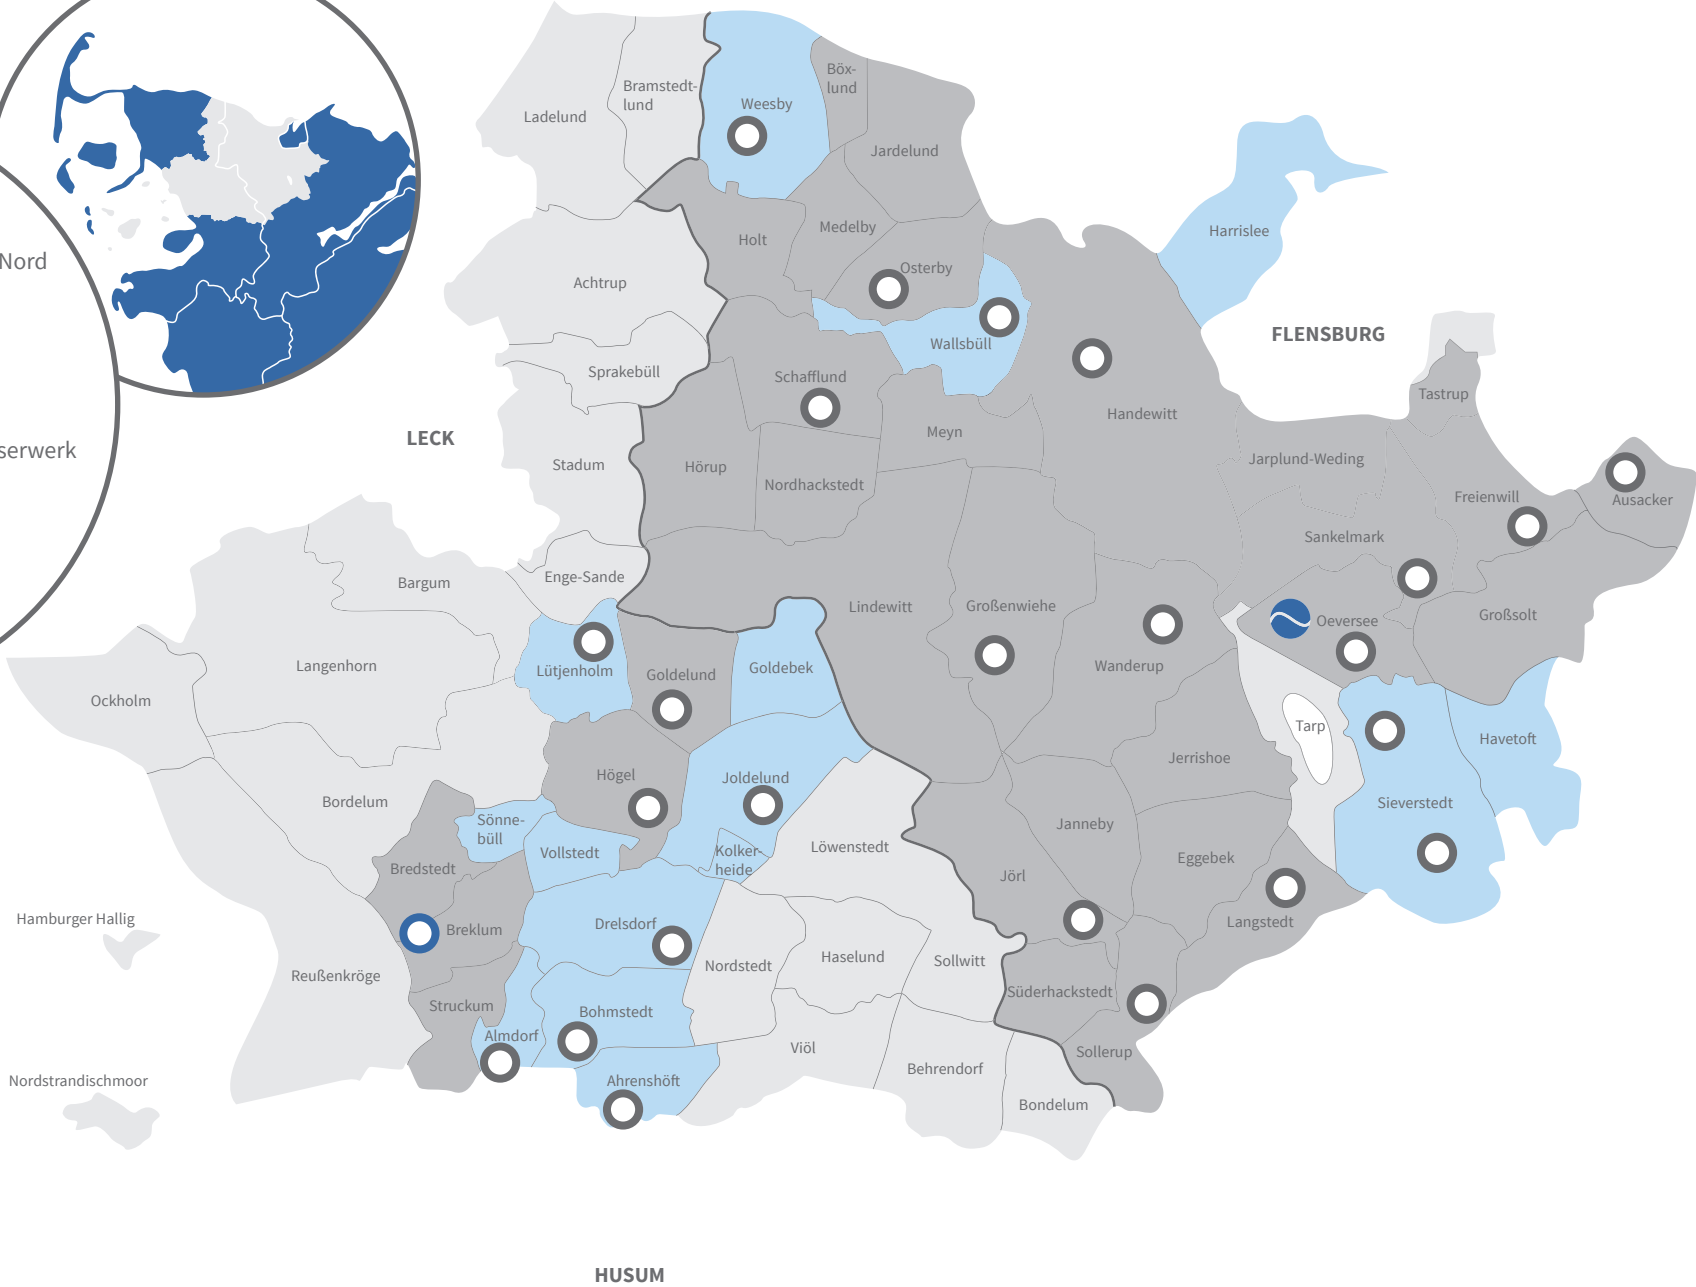 Nord
serwerk
Ladelund
Bramstedt-
lund
Weesby
Böx-
lund
Jardelund
Harrislee
Holt
Medelby
Osterby
Achtrup
Wallsbüll
FLENSBURG
Sprakebüll
Schafflund
Tastrup
Handewitt
LECK
Meyn
Stadum
Hörup
Jarplund-Weding
Nordhackstedt
Freienwill
Ausacker
Sankelmark
Enge-Sande
Bargum
Lindewitt
Großenwiehe
Oeversee
Großsolt
Langenhorn
Lütjenholm
Goldelund
Goldebek
Wanderup
Ockholm
Tarp
Havetoft
Jerrishoe
Högel
Joldelund
Bordelum
Sieverstedt
Sönne-
büll
Janneby
Vollstedt
Kolker-
heide
Löwenstedt
Eggebek
Bredstedt
Jörl
Hamburger Hallig
Drelsdorf
Langstedt
Breklum
Reußenkröge
Nordstedt
Haselund
Sollwitt
Süderhackstedt
Struckum
Bohmstedt
Almdorf
Viöl
Sollerup
Behrendorf
Nordstrandischmoor
Ahrenshöft
Bondelum
HUSUM